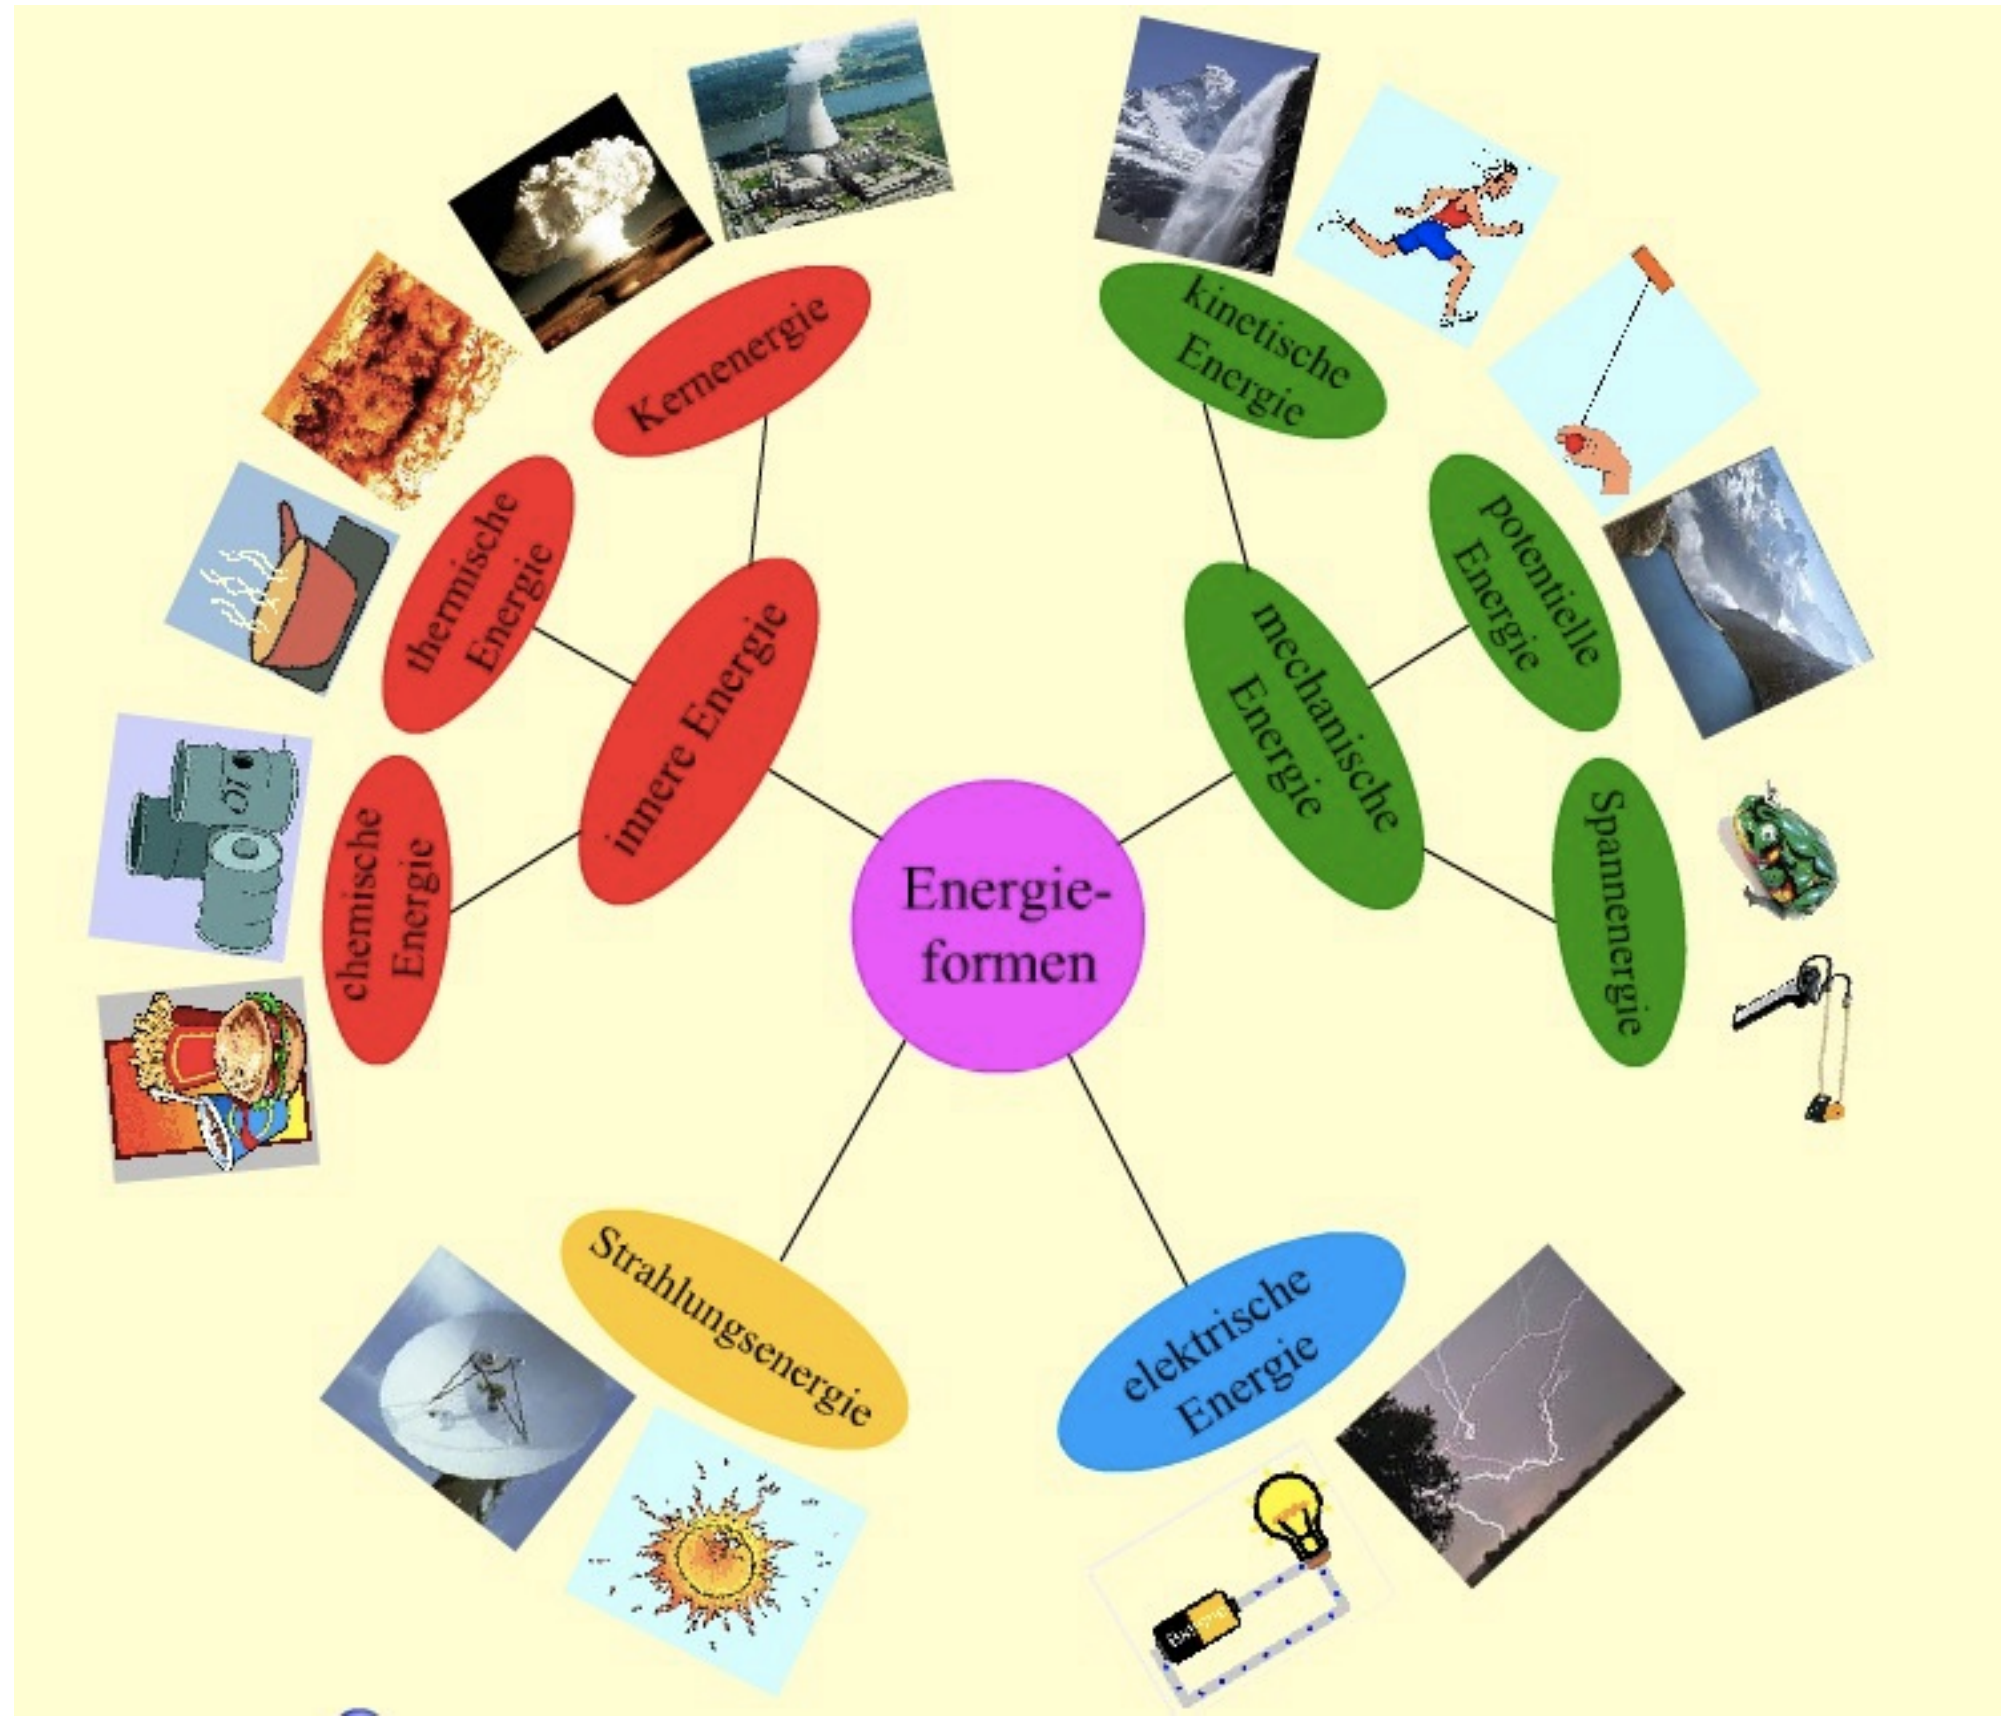 Energie-
formen
innere Energie
Kernenergie
thermische
Energie
chemische
Energie
mechanische
Energie
kinetische
Energie
potentielle
Energie
Spannenergie
Strahlungsenergie
elektrische
Energie